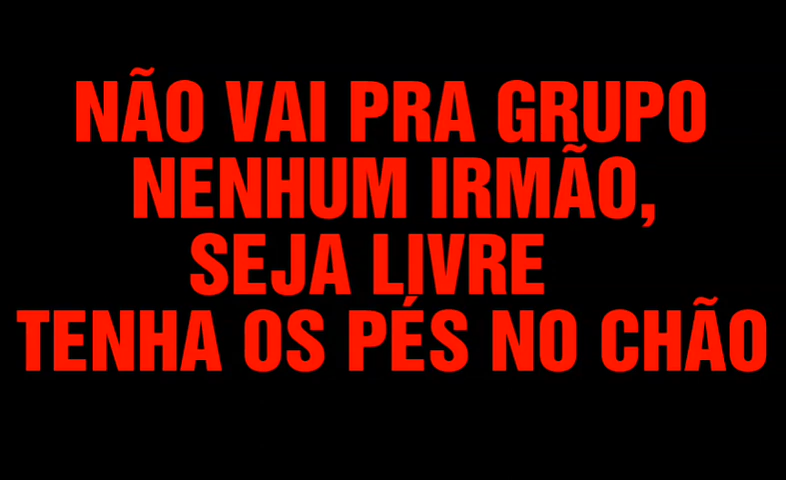 NÃO VAI PRA GRUPO
NENHUM IRMÃO,
SEJA LIVRE
TENHA OS PÉS NO CHÃO